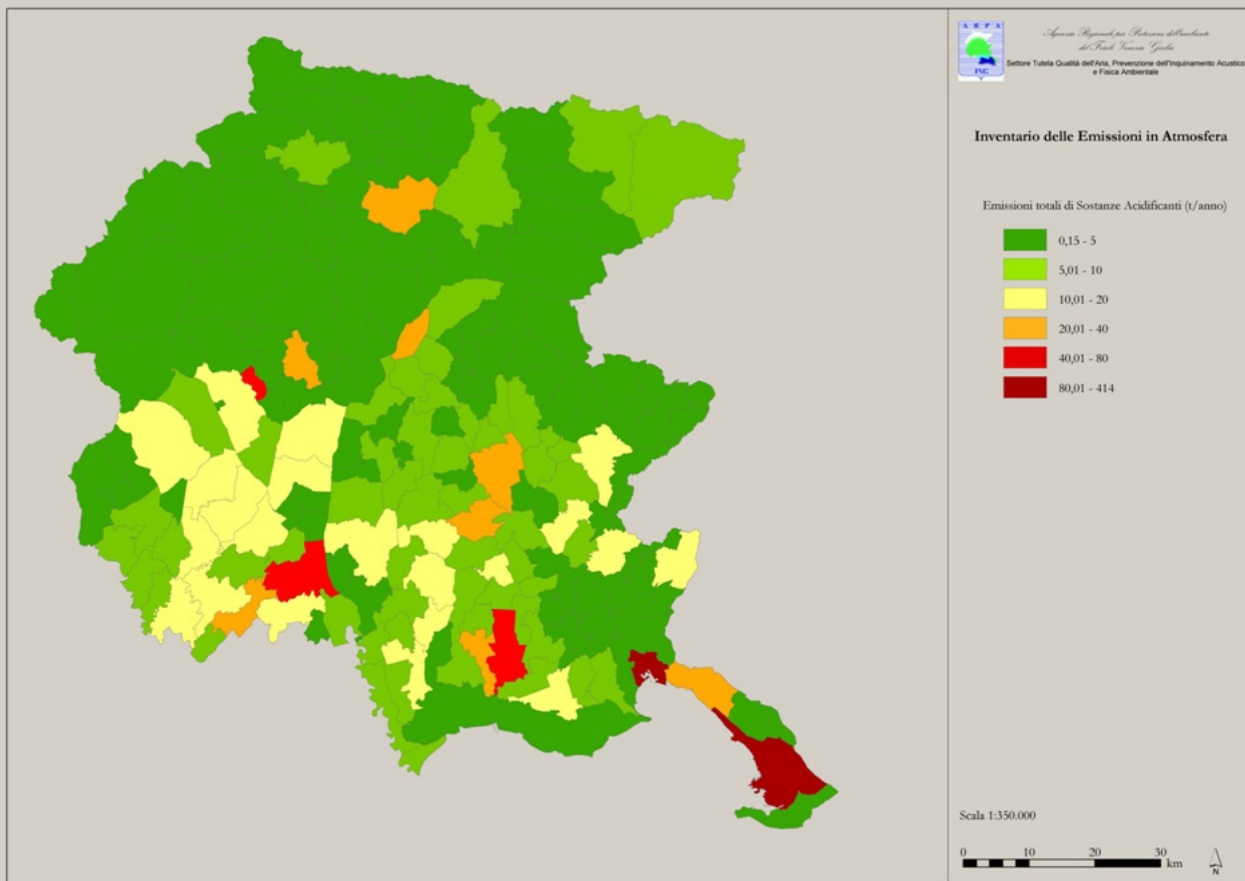 A R P A
FVG
Agenzia Regionale per la Protezione dell'ambiente
del Friuli Venezia Giulia
Settore Tutela Qualità dell'Aria, Prevenzione dell'Inquinamento Acustico
e Fisica Ambientale
Inventario delle Emissioni in Atmosfera
Emissioni totali di Sostanze Acidificanti (t/anno)
0,15 - 5
5,01 - 10
10,01 - 20
20,01 - 40
40,01 - 80
80,01 - 414
Scala 1:350.000
0 10 20 30
km
N